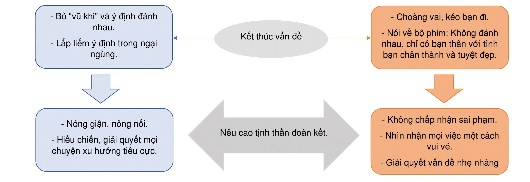 - Bỏ "vũ khí" và ý định đánh
nhau.
- Lấp liếm ý định trong ngại
ngùng.
Kết thúc vấn đề
- Choàng vai, kéo bạn đi.
- Nói về bộ phim: Không đánh
nhau, chỉ có bạn thân với tình
bạn chân thành và tuyệt đẹp.
- Nóng giận, nông nổi.
- Hiếu chiến, giải quyết mọi
chuyện xu hướng tiêu cực.
Nêu cao tinh thần đoàn kết.
- Không chấp nhận sai phạm.
- Nhìn nhận mọi việc một cách
vui vẻ.
- Giải quyết vấn đề nhẹ nhàng